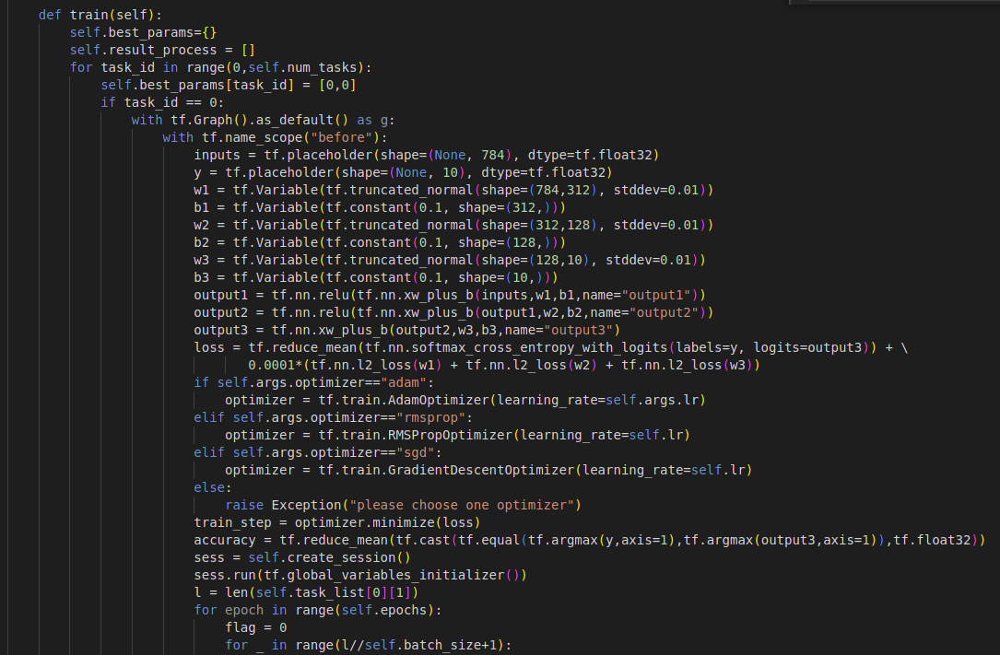 def train(self):
    self.best_params={}
    self.result_process = []
    for task_id in range(0,self.num_tasks):
        self.best_params[task_id] = [0,0]
        if task_id == 0:
            with tf.Graph().as_default() as g:
                with tf.name_scope("before"):
                    inputs = tf.placeholder(shape=(None, 784), dtype=tf.float32)
                    y = tf.placeholder(shape=(None, 10), dtype=tf.float32)
                    w1 = tf.Variable(tf.truncated_normal(shape=(784,312), stddev=0.01))
                    b1 = tf.Variable(tf.constant(0.1, shape=(312,)))
                    w2 = tf.Variable(tf.truncated_normal(shape=(312,128), stddev=0.01))
                    b2 = tf.Variable(tf.constant(0.1, shape=(128,)))
                    w3 = tf.Variable(tf.truncated_normal(shape=(128,10), stddev=0.01))
                    b3 = tf.Variable(tf.constant(0.1, shape=(10,)))
                    output1 = tf.nn.relu(tf.nn.xw_plus_b(inputs,w1,b1,name="output1"))
                    output2 = tf.nn.relu(tf.nn.xw_plus_b(output1,w2,b2,name="output2"))
                    output3 = tf.nn.xw_plus_b(output2,w3,b3,name="output3")
                    loss = tf.reduce_mean(tf.nn.softmax_cross_entropy_with_logits(labels=y, logits=output3)) + \
                           0.0001*(tf.nn.l2_loss(w1) + tf.nn.l2_loss(w2) + tf.nn.l2_loss(w3))
                    if self.args.optimizer=="adam":
                        optimizer = tf.train.AdamOptimizer(learning_rate=self.args.lr)
                    elif self.args.optimizer=="rmsprop":
                        optimizer = tf.train.RMSPropOptimizer(learning_rate=self.lr)
                    elif self.args.optimizer=="sgd":
                        optimizer = tf.train.GradientDescentOptimizer(learning_rate=self.lr)
                    else:
                        raise Exception("please choose one optimizer")
                    train_step = optimizer.minimize(loss)
                    accuracy = tf.reduce_mean(tf.cast(tf.equal(tf.argmax(y,axis=1),tf.argmax(output3,axis=1)),tf.float32))
                    sess = self.create_session()
                    sess.run(tf.global_variables_initializer())
                    l = len(self.task_list[0][1])
                    for epoch in range(self.epochs):
                        flag = 0
                        for _ in range(l//self.batch_size+1):